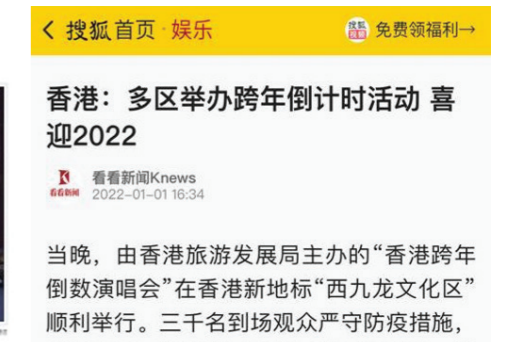 搜狐首页·娱乐
免费领福利→
香港：多区举办跨年倒计时活动 喜
迎2022
看看新闻Knews
2022-01-01 16:34
看看新闻
当晚，由香港旅游发展局主办的“香港跨年
倒数演唱会”在香港新地标“西九龙文化区”
顺利举行。三千名到场观众严守防疫措施，